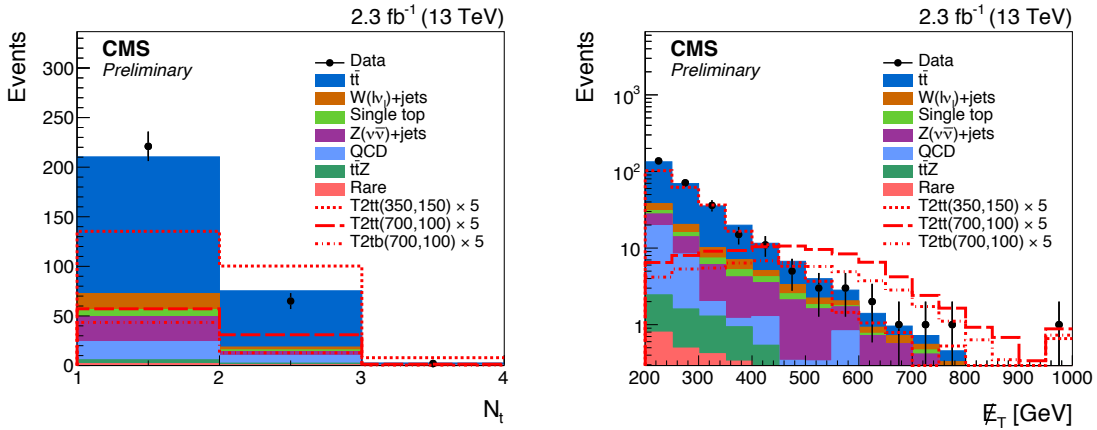 2.3 fb⁻¹ (13 TeV)
CMS
Preliminary
Events
300
250
200
150
100
50
0
Data
tt̄
W(lν_l)+jets
Single top
Z(νν̄)+jets
QCD
tt̄Z
Rare
T2tt(350,150) × 5
T2tt(700,100) × 5
T2tb(700,100) × 5
1 2 3 4
N_t
2.3 fb⁻¹ (13 TeV)
CMS
Preliminary
Events
10³
10²
10
1
Data
tt̄
W(lν_l)+jets
Single top
Z(νν̄)+jets
QCD
tt̄Z
Rare
T2tt(350,150) × 5
T2tt(700,100) × 5
T2tb(700,100) × 5
200 300 400 500 600 700 800 900 1000
E̸_T [GeV]